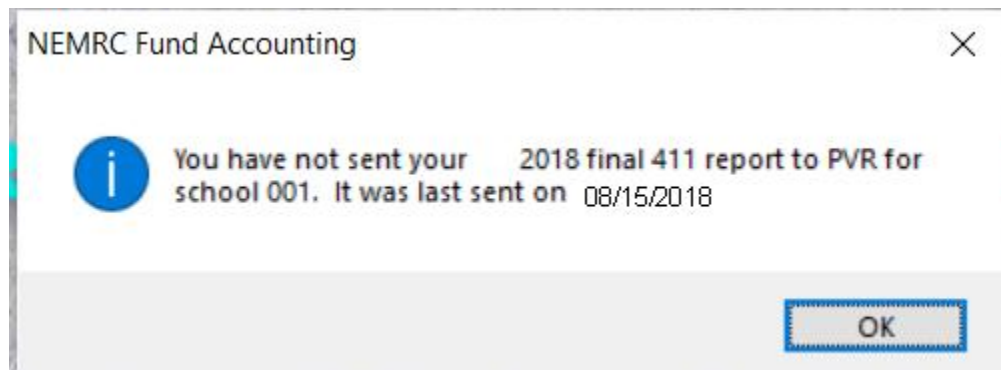 NEMRC Fund Accounting
You have not sent your 2018 final 411 report to PVR for
school 001. It was last sent on 08/15/2018
OK